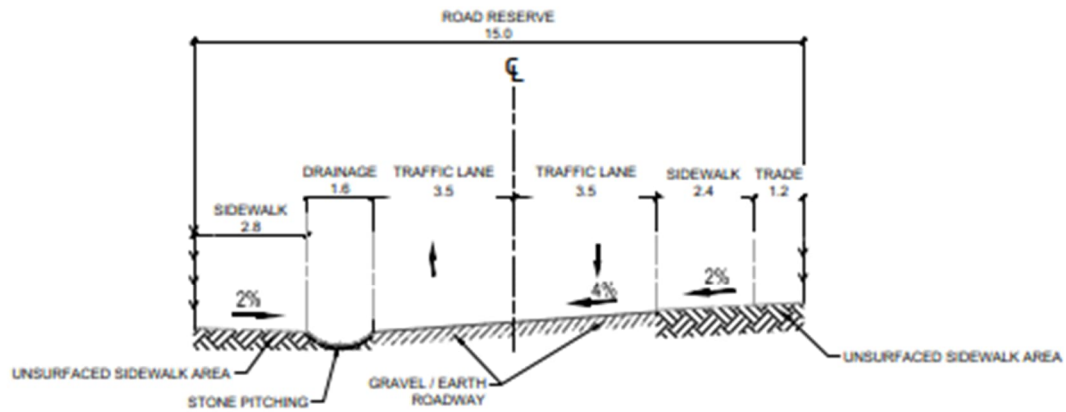 ROAD RESERVE
15.0
℄
DRAINAGE
1.6
TRAFFIC LANE
3.5
TRAFFIC LANE
3.5
SIDEWALK
2.4
TRADE
1.2
SIDEWALK
2.8
2%
4%
2%
UNSURFACED SIDEWALK AREA
STONE PITCHING
GRAVEL / EARTH
ROADWAY
UNSURFACED SIDEWALK AREA